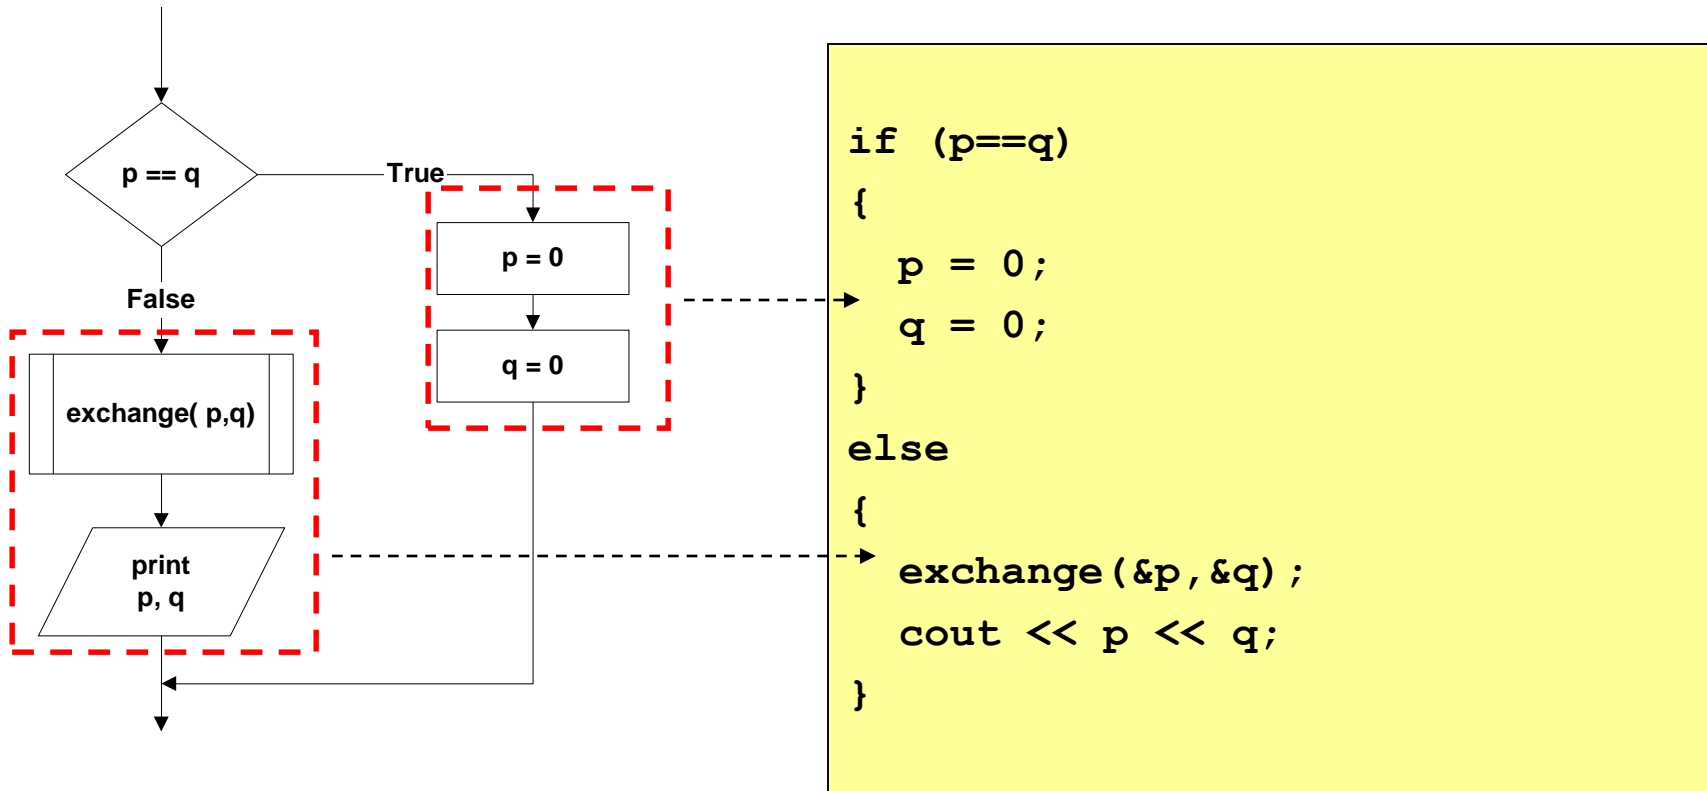 p == q
True
p = 0
q = 0
False
exchange( p,q)
print
p, q
if (p==q)
{
p = 0;
q = 0;
}
else
{
exchange(&p,&q);
cout << p << q;
}